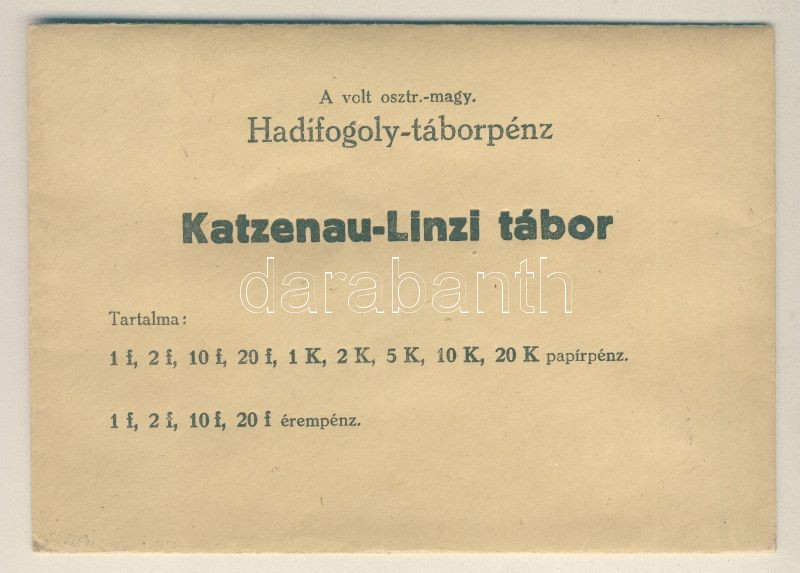 A volt osztr.-magy.
Hadifogoly-táborpénz
Katzenau-Linzi tábor
darabanth
Tartalma:
1 f, 2 f, 10 f, 20 f, 1 K, 2 K, 5 K, 10 K, 20 K papírpénz.
1 f, 2 f, 10 f, 20 f érempénz.